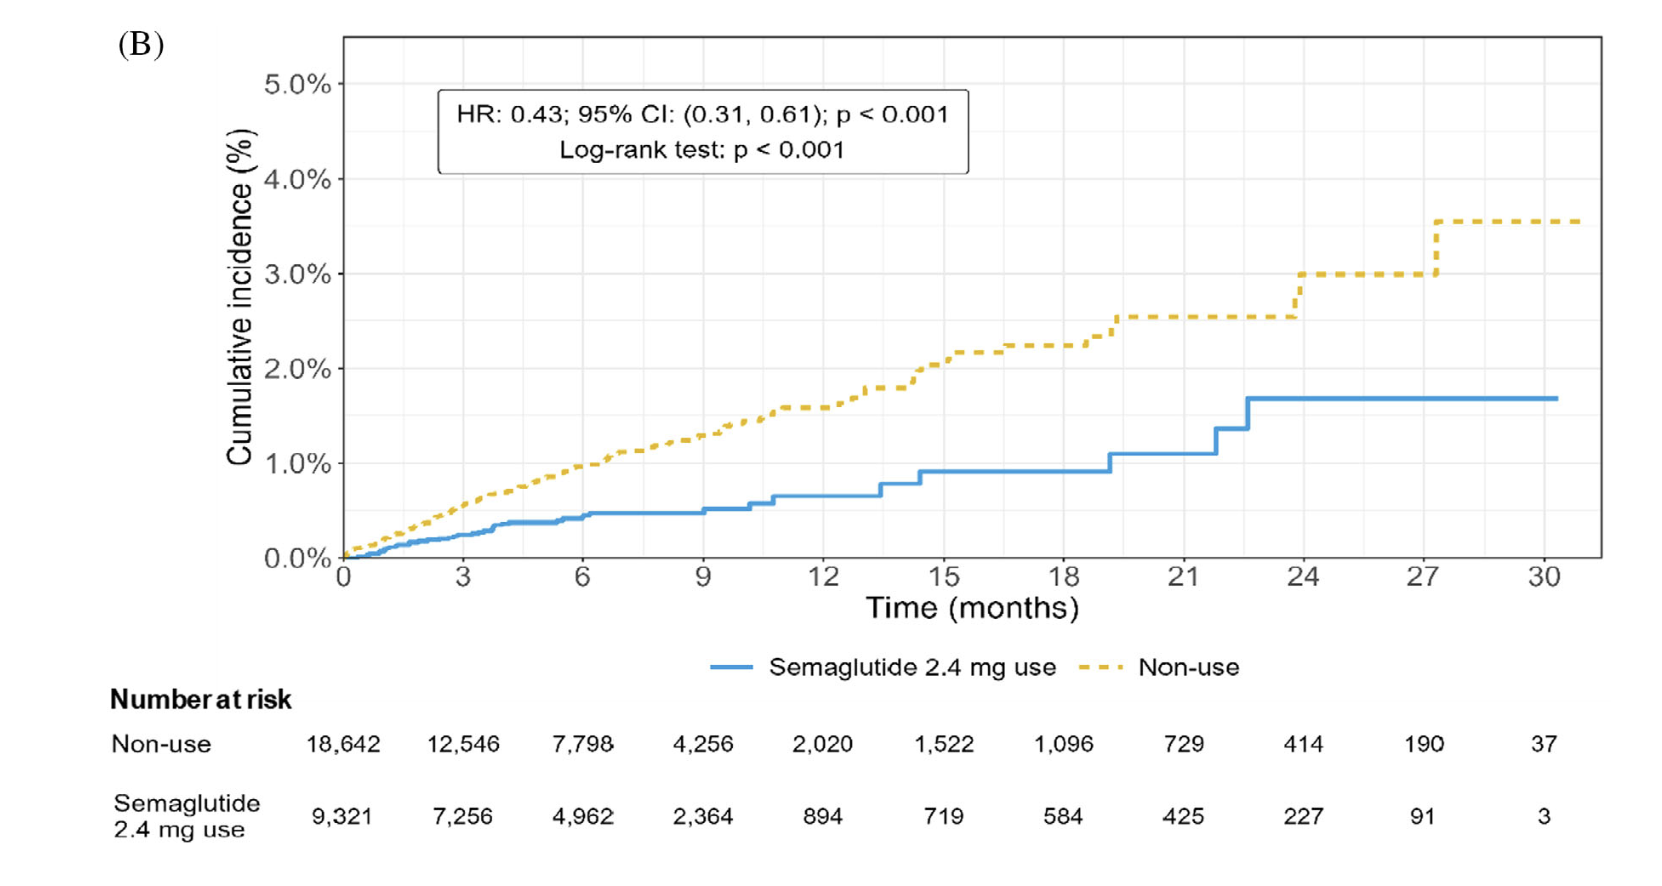 (B)
HR: 0.43; 95% CI: (0.31, 0.61); p < 0.001
Log-rank test: p < 0.001
Cumulative incidence (%)
5.0%
4.0%
3.0%
2.0%
1.0%
0.0%
0 3 6 9 12 15 18 21 24 27 30
Time (months)
Semaglutide 2.4 mg use Non-use
Number at risk
Non-use 18,642 12,546 7,798 4,256 2,020 1,522 1,096 729 414 190 37
Semaglutide
2.4 mg use 9,321 7,256 4,962 2,364 894 719 584 425 227 91 3